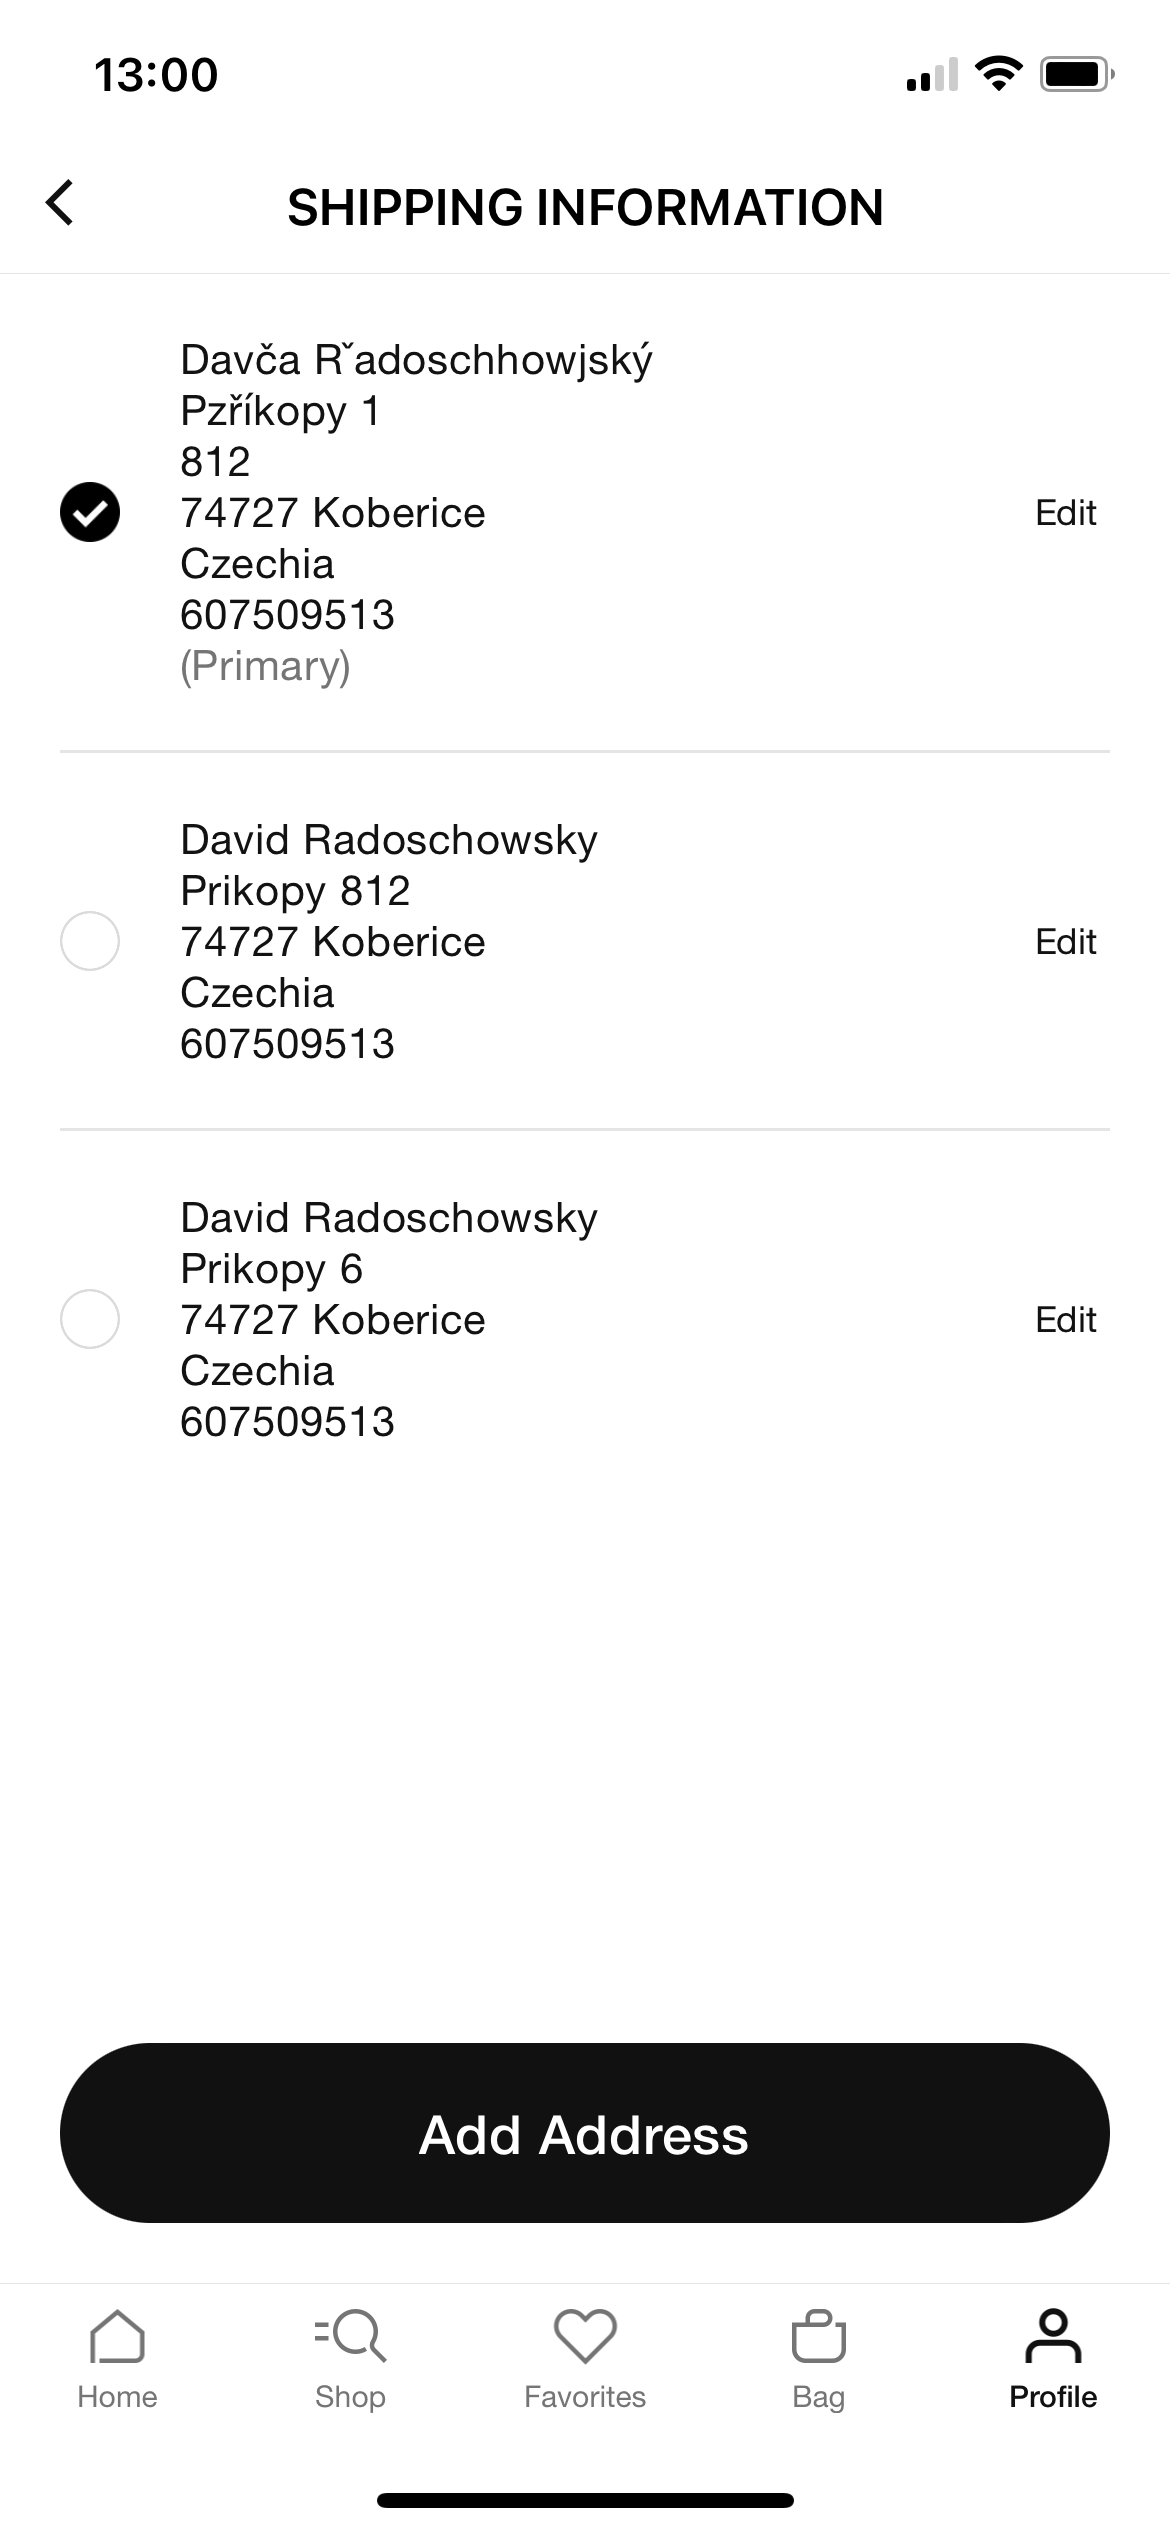 13:00
SHIPPING INFORMATION
Davča Rˇadoschhowjský
Pzříkopy 1
812
74727 Koberice
Czechia
607509513
(Primary)
Edit
David Radoschowsky
Prikopy 812
74727 Koberice
Czechia
607509513
Edit
David Radoschowsky
Prikopy 6
74727 Koberice
Czechia
607509513
Edit
Add Address
Home
Shop
Favorites
Bag
Profile